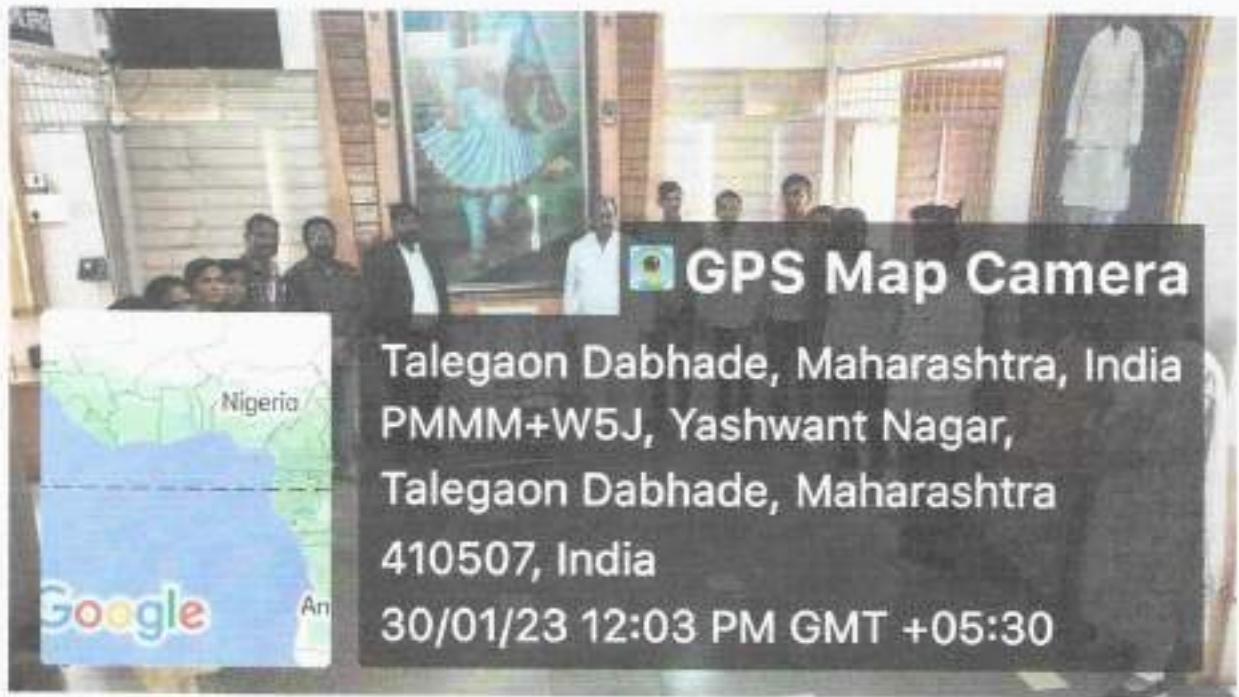 GPS Map Camera
Talegaon Dabhade, Maharashtra, India
PMMM+W5J, Yashwant Nagar,
Talegaon Dabhade, Maharashtra
410507, India
30/01/23 12:03 PM GMT +05:30
Nigeria
Google
An